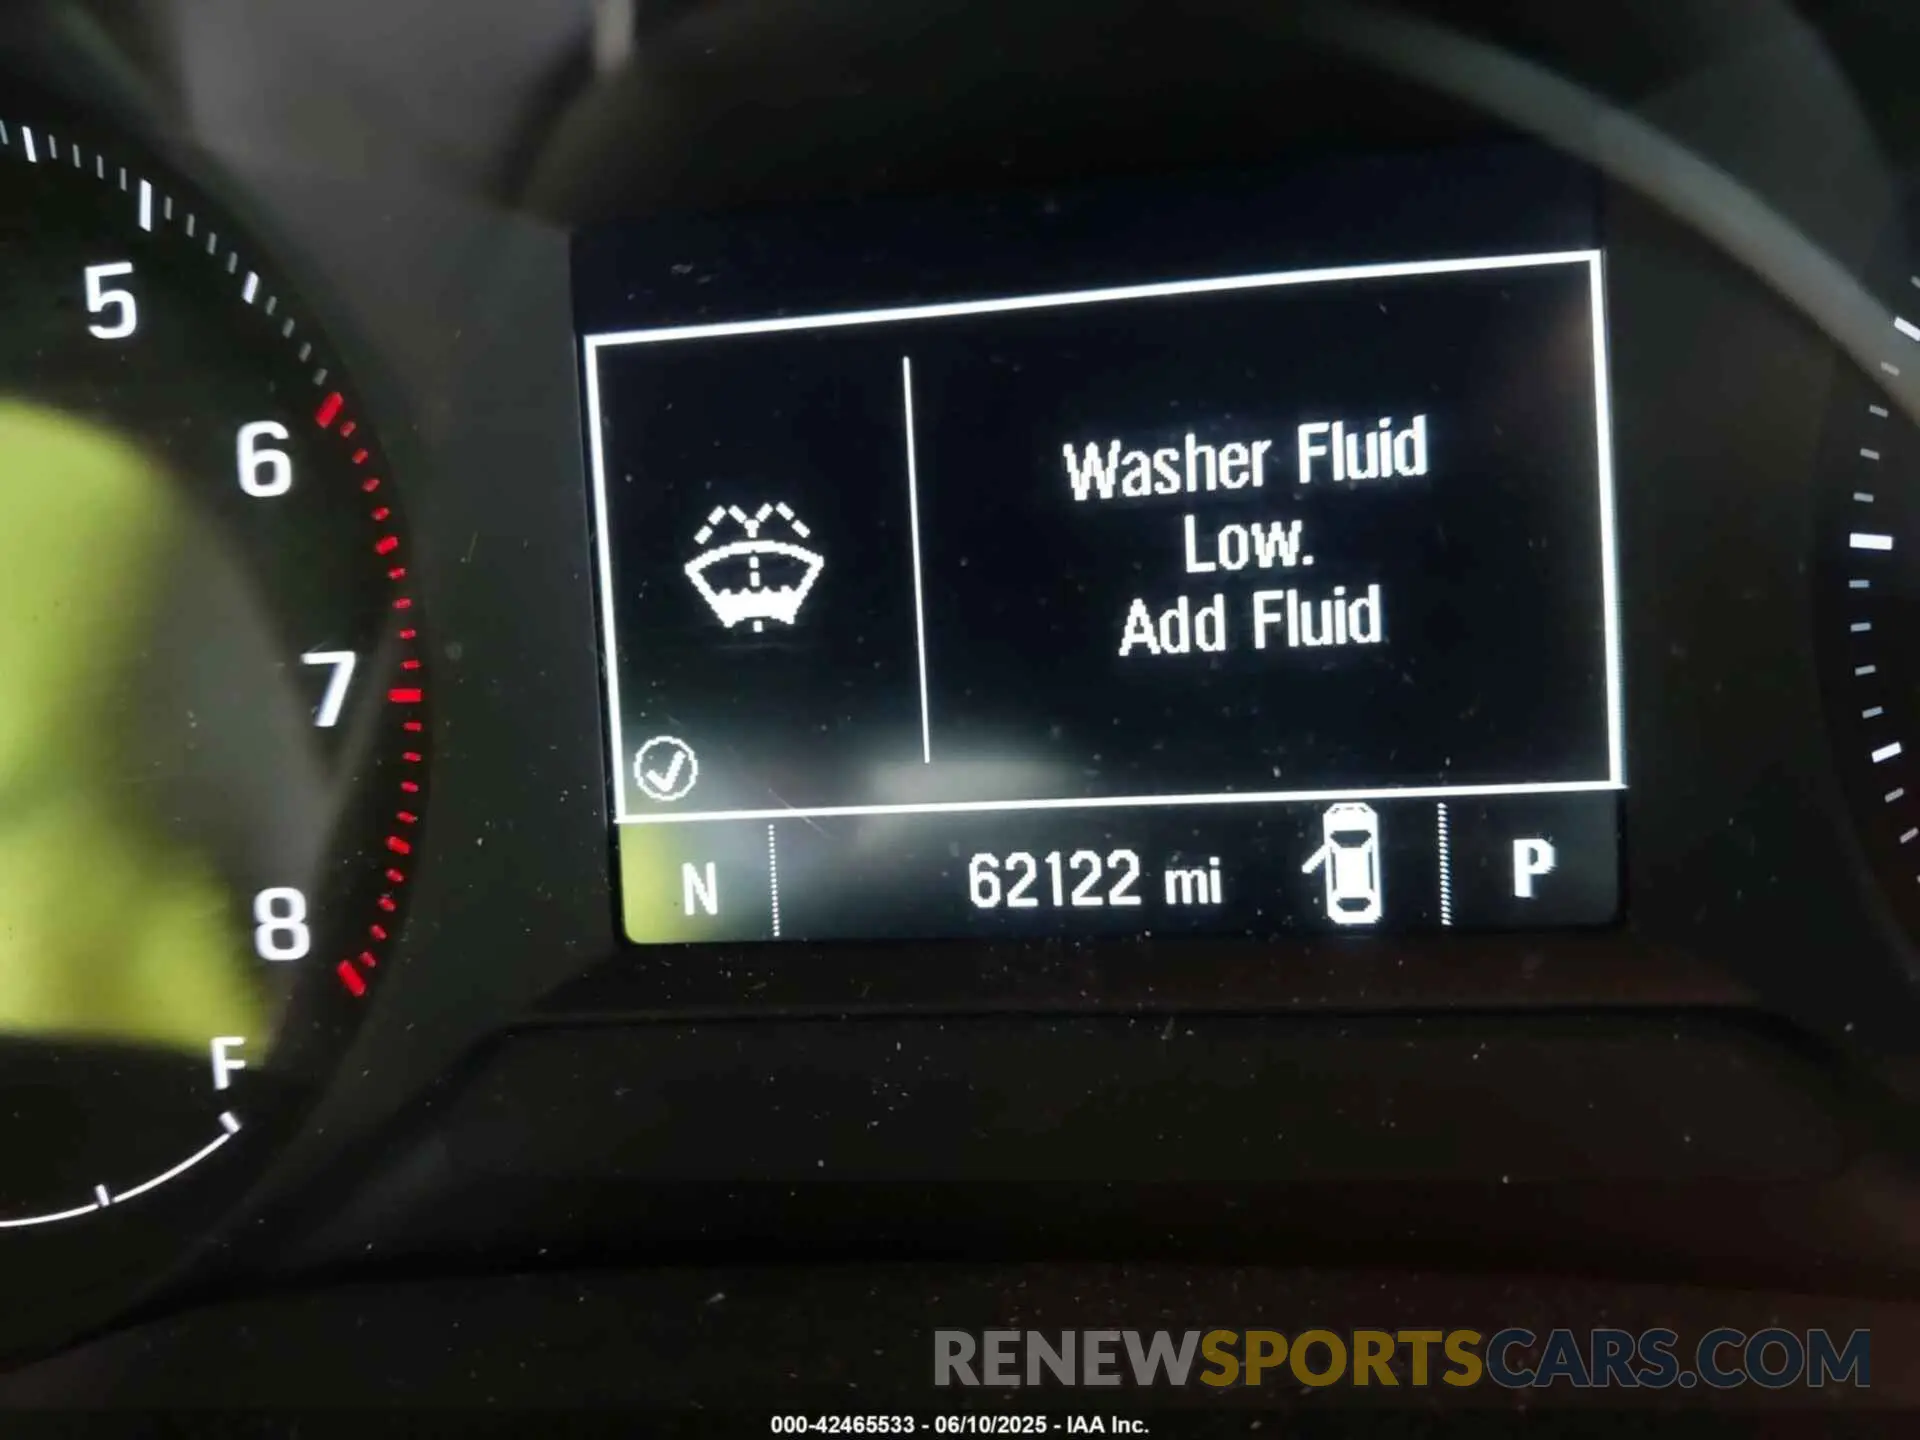 5
6
7
8
F
Washer Fluid
Low.
Add Fluid
N
62122 mi
P
RENEWSPORTSCARS.COM
000-42465533 - 06/10/2025 - IAA Inc.